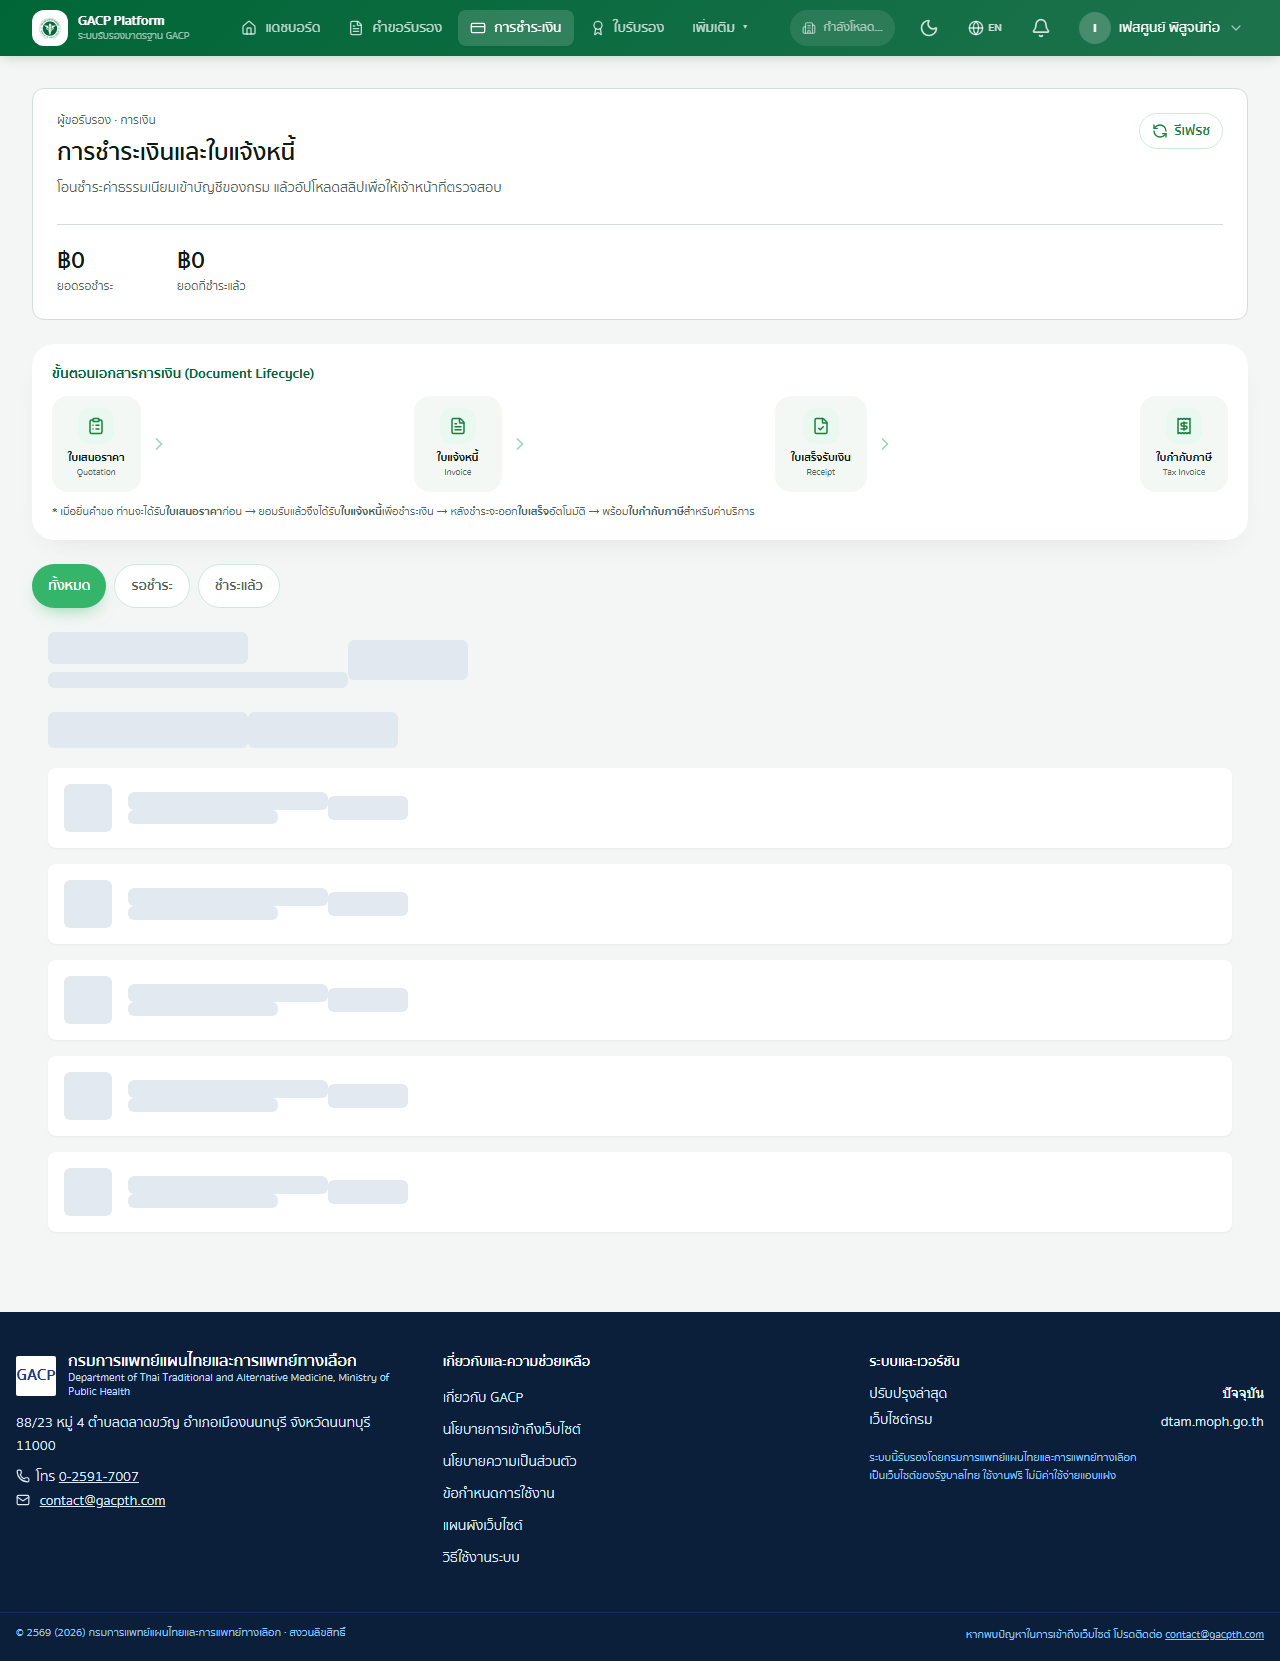 GACP Platform
ระบบรับรองมาตรฐาน GACP
แดชบอร์ด
คำขอรับรอง
การชำระเงิน
ใบรับรอง
เพิ่มเติม
กำลังโหลด...
EN
I
เฟสศูนย์ พิสูจน์ท่อ
ผู้ขอรับรอง · การเงิน
การชำระเงินและใบแจ้งหนี้
โอนชำระค่าธรรมเนียมเข้าบัญชีของกรม แล้วอัปโหลดสลิปเพื่อให้เจ้าหน้าที่ตรวจสอบ
รีเฟรช
฿0
ยอดรอชำระ
฿0
ยอดที่ชำระแล้ว
ขั้นตอนเอกสารการเงิน (Document Lifecycle)
ใบเสนอราคา
Quotation
ใบแจ้งหนี้
Invoice
ใบเสร็จรับเงิน
Receipt
ใบกำกับภาษี
Tax Invoice
* เมื่อยื่นคำขอ ท่านจะได้รับใบเสนอราคาก่อน → ยอมรับแล้วจึงได้รับใบแจ้งหนี้เพื่อชำระเงิน → หลังชำระจะออกใบเสร็จอัตโนมัติ → พร้อมใบกำกับภาษีสำหรับค่าบริการ
ทั้งหมด
รอชำระ
ชำระแล้ว
GACP
กรมการแพทย์แผนไทยและการแพทย์ทางเลือก
Department of Thai Traditional and Alternative Medicine, Ministry of
Public Health
88/23 หมู่ 4 ตำบลตลาดขวัญ อำเภอเมืองนนทบุรี จังหวัดนนทบุรี
11000
โทร 0-2591-7007
contact@gacpth.com
เกี่ยวกับและความช่วยเหลือ
เกี่ยวกับ GACP
นโยบายการเข้าถึงเว็บไซต์
นโยบายความเป็นส่วนตัว
ข้อกำหนดการใช้งาน
แผนผังเว็บไซต์
วิธีใช้งานระบบ
ระบบและเวอร์ชัน
ปรับปรุงล่าสุด
ปัจจุบัน
เว็บไซต์กรม
dtam.moph.go.th
ระบบนี้รับรองโดยกรมการแพทย์แผนไทยและการแพทย์ทางเลือก
เป็นเว็บไซต์ของรัฐบาลไทย ใช้งานฟรี ไม่มีค่าใช้จ่ายแอบแฝง
© 2569 (2026) กรมการแพทย์แผนไทยและการแพทย์ทางเลือก · สงวนลิขสิทธิ์
หากพบปัญหาในการเข้าถึงเว็บไซต์ โปรดติดต่อ contact@gacpth.com